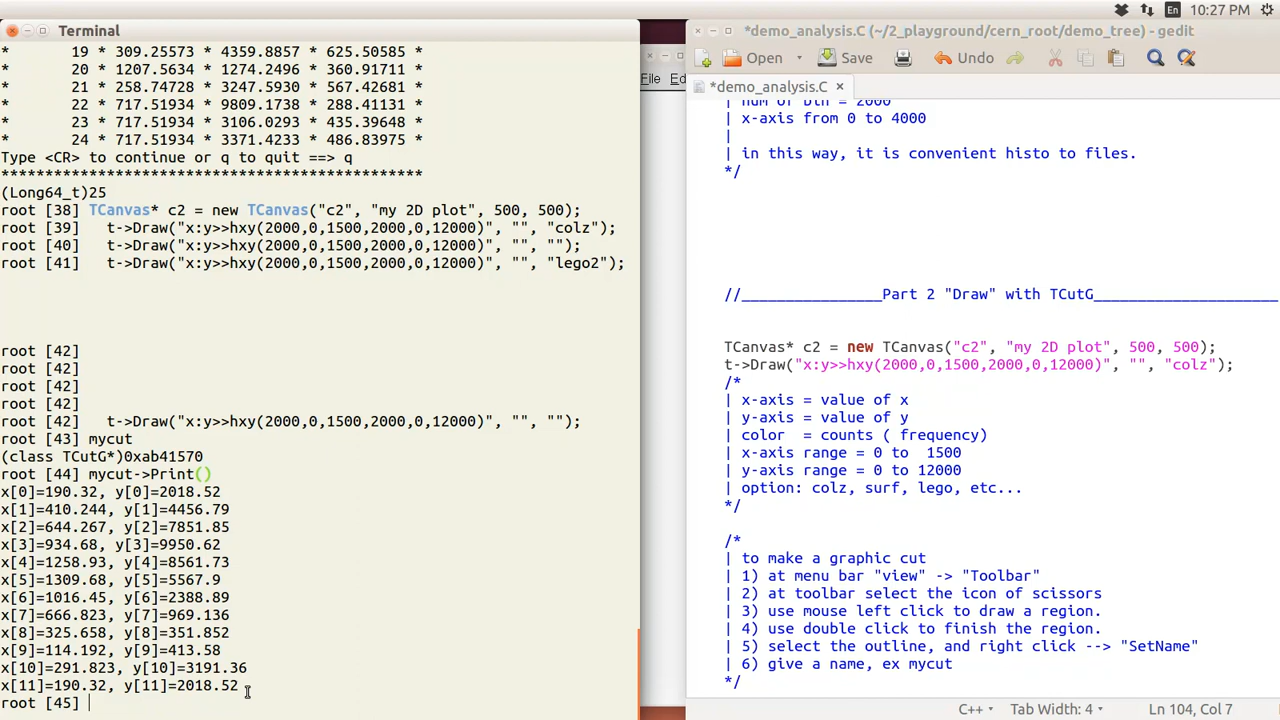 En 10:27 PM
Terminal
* 19 * 309.25573 * 4359.8857 * 625.50585 *
* 20 * 1207.5634 * 1274.2496 * 360.91711 *
* 21 * 258.74728 * 3247.5930 * 567.42681 *
* 22 * 717.51934 * 9809.1738 * 288.41131 *
* 23 * 717.51934 * 3106.0293 * 435.39648 *
* 24 * 717.51934 * 3371.4233 * 486.83975 *
Type <CR> to continue or q to quit ==> q
***********************************************
(Long64_t)25
root [38] TCanvas* c2 = new TCanvas("c2", "my 2D plot", 500, 500);
root [39]   t->Draw("x:y>>hxy(2000,0,1500,2000,0,12000)", "", "colz");
root [40]   t->Draw("x:y>>hxy(2000,0,1500,2000,0,12000)", "", "");
root [41]   t->Draw("x:y>>hxy(2000,0,1500,2000,0,12000)", "", "lego2");
root [42]
root [42]
root [42]
root [42]
root [42]   t->Draw("x:y>>hxy(2000,0,1500,2000,0,12000)", "", "");
root [43] mycut
(class TCutG*)0xab41570
root [44] mycut->Print()
x[0]=190.32, y[0]=2018.52
x[1]=410.244, y[1]=4456.79
x[2]=644.267, y[2]=7851.85
x[3]=934.68, y[3]=9950.62
x[4]=1258.93, y[4]=8561.73
x[5]=1309.68, y[5]=5567.9
x[6]=1016.45, y[6]=2388.89
x[7]=666.823, y[7]=969.136
x[8]=325.658, y[8]=351.852
x[9]=114.192, y[9]=413.58
x[10]=291.823, y[10]=3191.36
x[11]=190.32, y[11]=2018.52
root [45]
File Ed
*demo_analysis.C (~/2_playground/cern_root/demo_tree) - gedit
Open Save Undo
*demo_analysis.C ×
| num of bin = 2000
| x-axis from 0 to 4000
|
| in this way, it is convenient histo to files.
*/
//________________Part 2 "Draw" with TCutG_____________________
TCanvas* c2 = new TCanvas("c2", "my 2D plot", 500, 500);
t->Draw("x:y>>hxy(2000,0,1500,2000,0,12000)", "", "colz");
/*
| x-axis = value of x
| y-axis = value of y
| color  = counts ( frequency)
| x-axis range = 0 to  1500
| y-axis range = 0 to 12000
| option: colz, surf, lego, etc...
*/
/*
| to make a graphic cut
| 1) at menu bar "view" -> "Toolbar"
| 2) at toolbar select the icon of scissors
| 3) use mouse left click to draw a region.
| 4) use double click to finish the region.
| 5) select the outline, and right click --> "SetName"
| 6) give a name, ex mycut
*/
C++ Tab Width: 4 Ln 104, Col 7